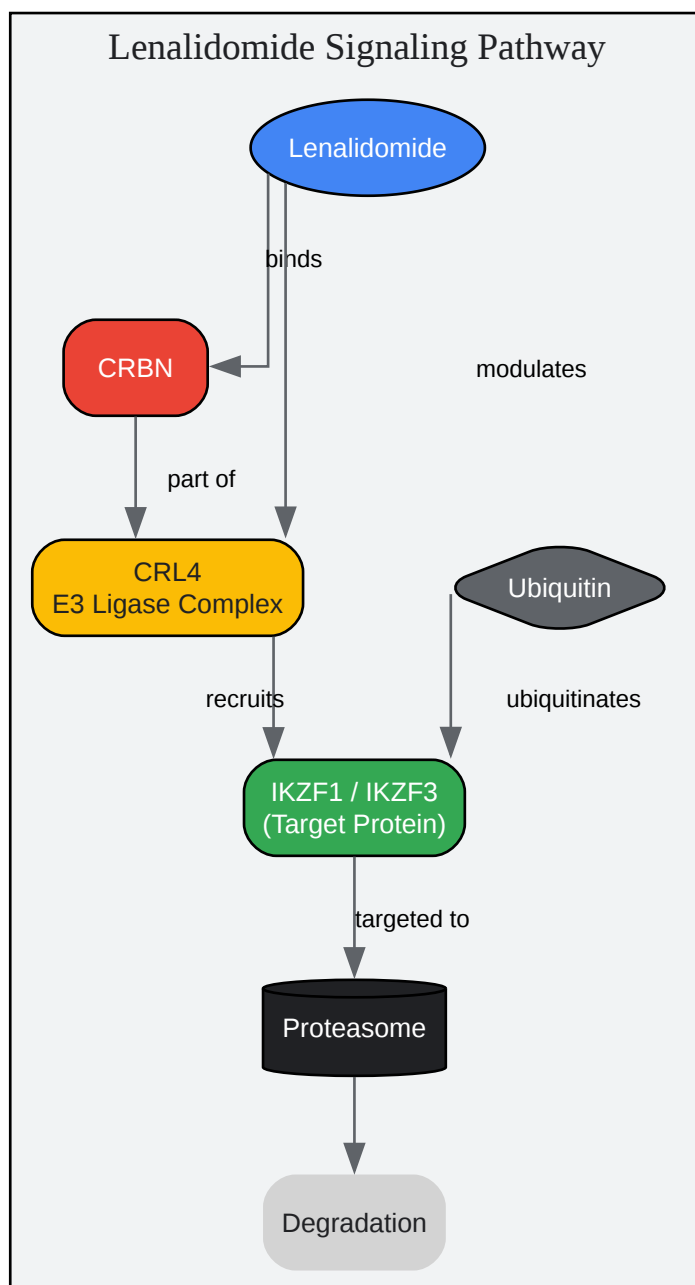 Lenalidomide Signaling Pathway
Lenalidomide
binds
CRBN
modulates
part of
CRL4
E3 Ligase Complex
Ubiquitin
recruits
ubiquitinates
IKZF1 / IKZF3
(Target Protein)
targeted to
Proteasome
Degradation